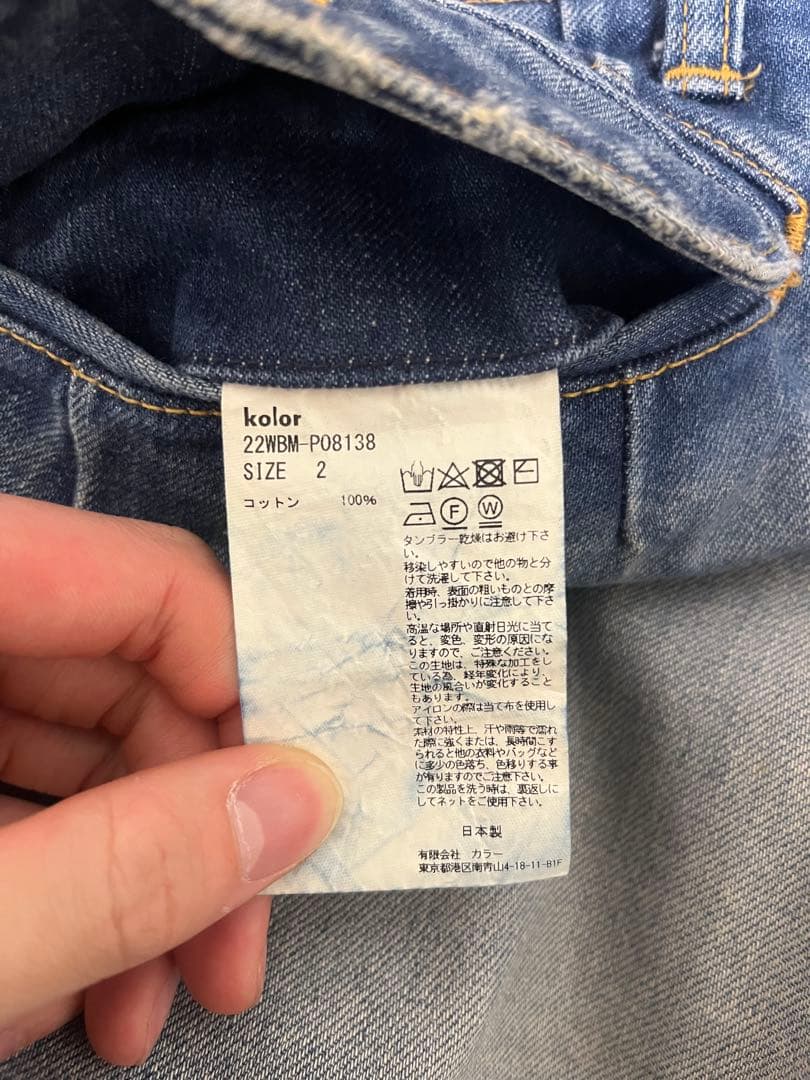 kolor
22WBM-P08138
SIZE 2
コットン 100%
F W
タンブラー乾燥はお避け下さ
い。
移染しやすいので他の物と分
けて洗濯して下さい。
着用時、表面の粗いものとの摩
擦や引っ掛かりに注意して下さ
い。
高温な場所や直射日光に当て
ると、変色、変形の原因にな
りますので、ご注意ください。
この生地は、特殊な加工をし
ている為、経年変化により、
生地の風合いが変化すること
もあります。
アイロンの際は当て布を使用し
て下さい。
素材の特性上、汗や雨等で濡れ
た際に強くまたは、長時間こす
られると他の衣料やバッグなど
に多少の色落ち、色移りする事
が有りますのでご注意下さい。
この製品を洗う時は、裏返しに
してネットをご使用下さい。
日本製
有限会社 カラー
東京都港区南青山4-18-11-B1F